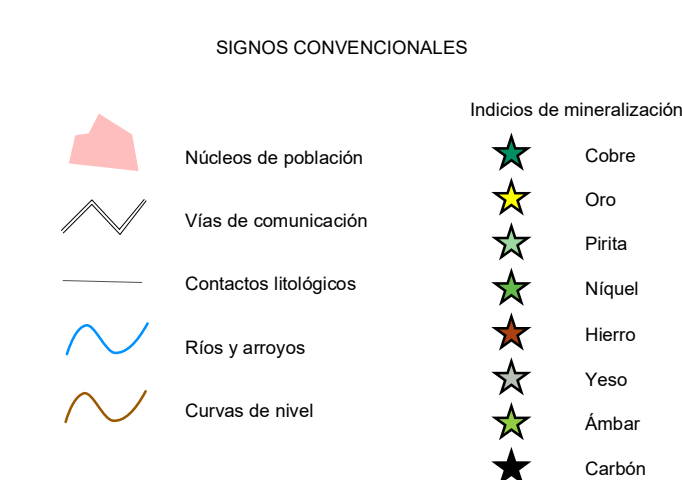 SIGNOS CONVENCIONALES
Núcleos de población
Vías de comunicación
Contactos litológicos
Ríos y arroyos
Curvas de nivel
Indicios de mineralización
Cobre
Oro
Pirita
Níquel
Hierro
Yeso
Ámbar
Carbón